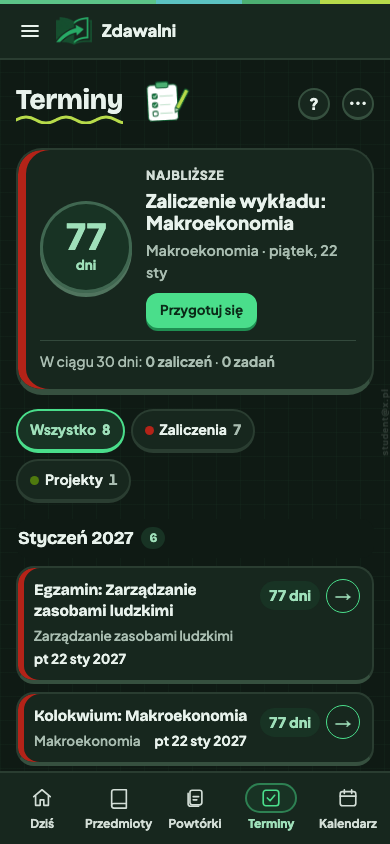 Zdawalni
Terminy
?
77
dni
NAJBLIŻSZE
Zaliczenie wykładu:
Makroekonomia
Makroekonomia · piątek, 22
sty
Przygotuj się
W ciągu 30 dni: 0 zaliczeń · 0 zadań
Wszystko 8
Zaliczenia 7
Projekty 1
student@z.pl
Styczeń 2027 6
Egzamin: Zarządzanie
zasobami ludzkimi
77 dni →
Zarządzanie zasobami ludzkimi
pt 22 sty 2027
Kolokwium: Makroekonomia
77 dni →
Makroekonomia pt 22 sty 2027
Dziś Przedmioty Powtórki Terminy Kalendarz